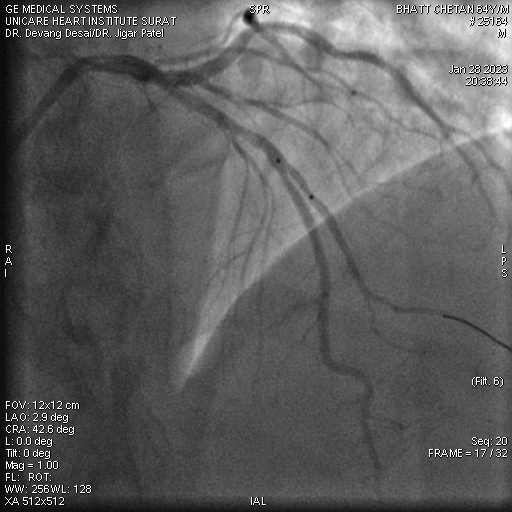 GE MEDICAL SYSTEMS
UNICARE HEART INSTITUTE SURAT
DR. Devang Desai/DR. Jigar Patel
SPR
BHATT CHETAN 64Y/M
# 25164
M
Jan 28 2023
20:38:44
R
A
I
L
P
S
(Filt. 6)
FOV: 12x12 cm
LAO: 2.9 deg
CRA: 42.6 deg
L: 0.0 deg
Tilt: 0 deg
Mag = 1.00
FL: ROT:
WW: 256WL: 128
XA 512x512
IAL
Seq: 20
FRAME = 17 / 32